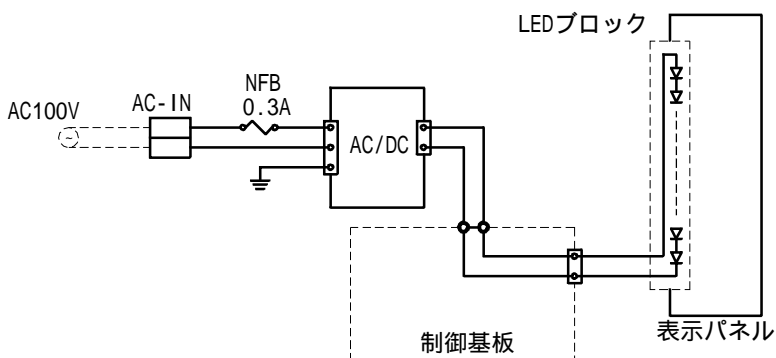 LEDブロック
NFB
0.3A
AC-IN
AC100V
AC/DC
表示パネル
制御基板